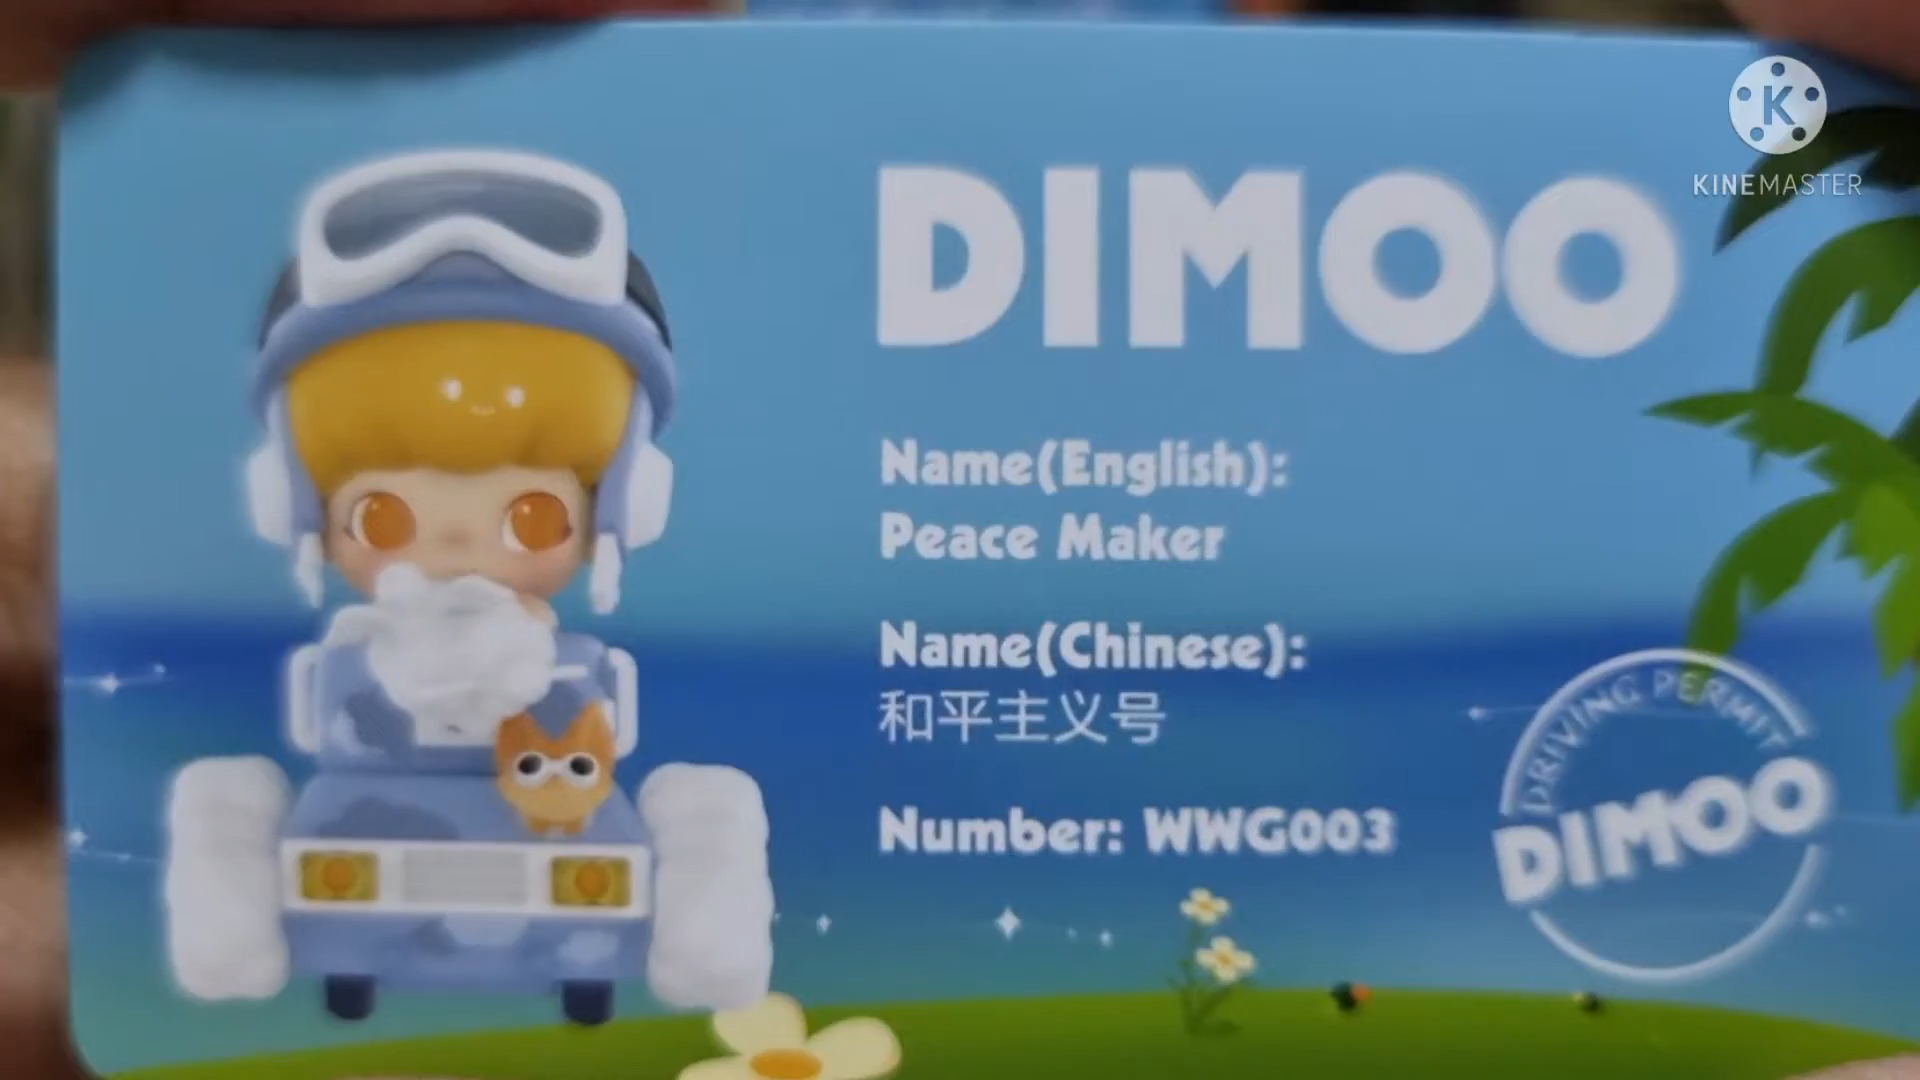 K
KINEMASTER
DIMOO
Name(English):
Peace Maker
Name(Chinese):
和平主义号
Number: WWG003
DRIVING PERMIT
DIMOO